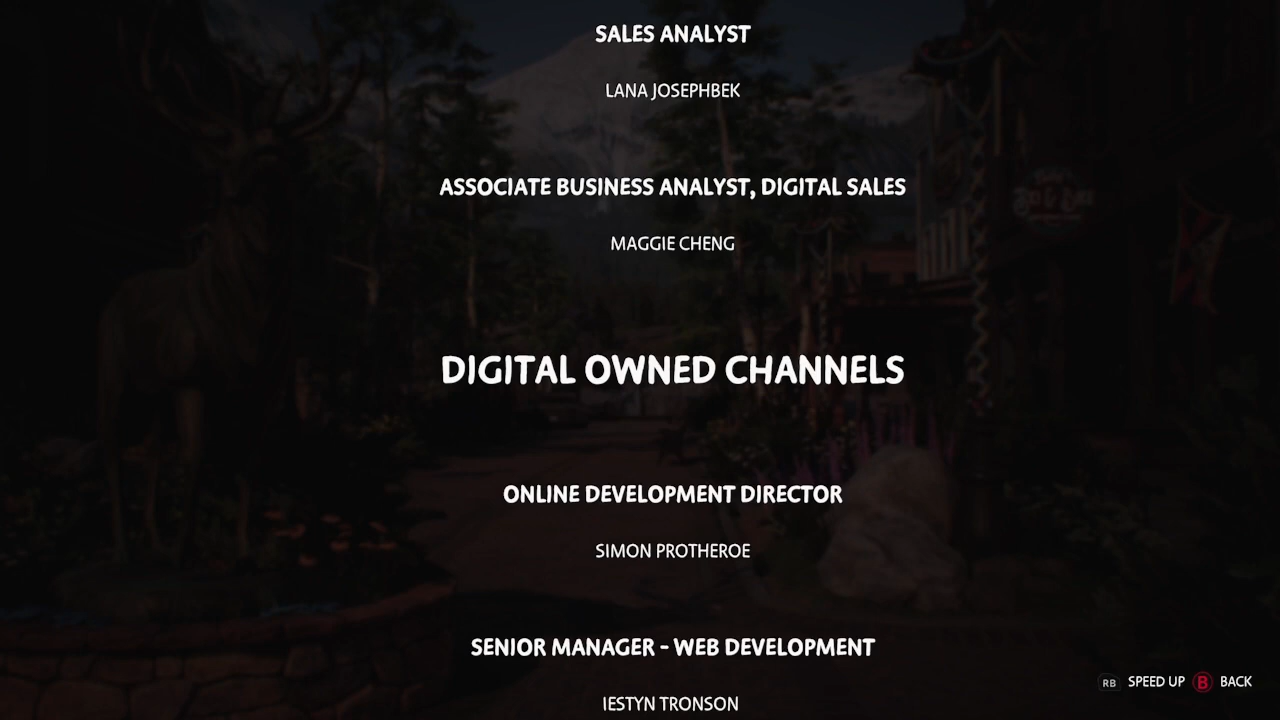 SALES ANALYST
LANA JOSEPHBEK
ASSOCIATE BUSINESS ANALYST, DIGITAL SALES
MAGGIE CHENG
DIGITAL OWNED CHANNELS
ONLINE DEVELOPMENT DIRECTOR
SIMON PROTHEROE
SENIOR MANAGER - WEB DEVELOPMENT
IESTYN TRONSON
RB SPEED UP B BACK